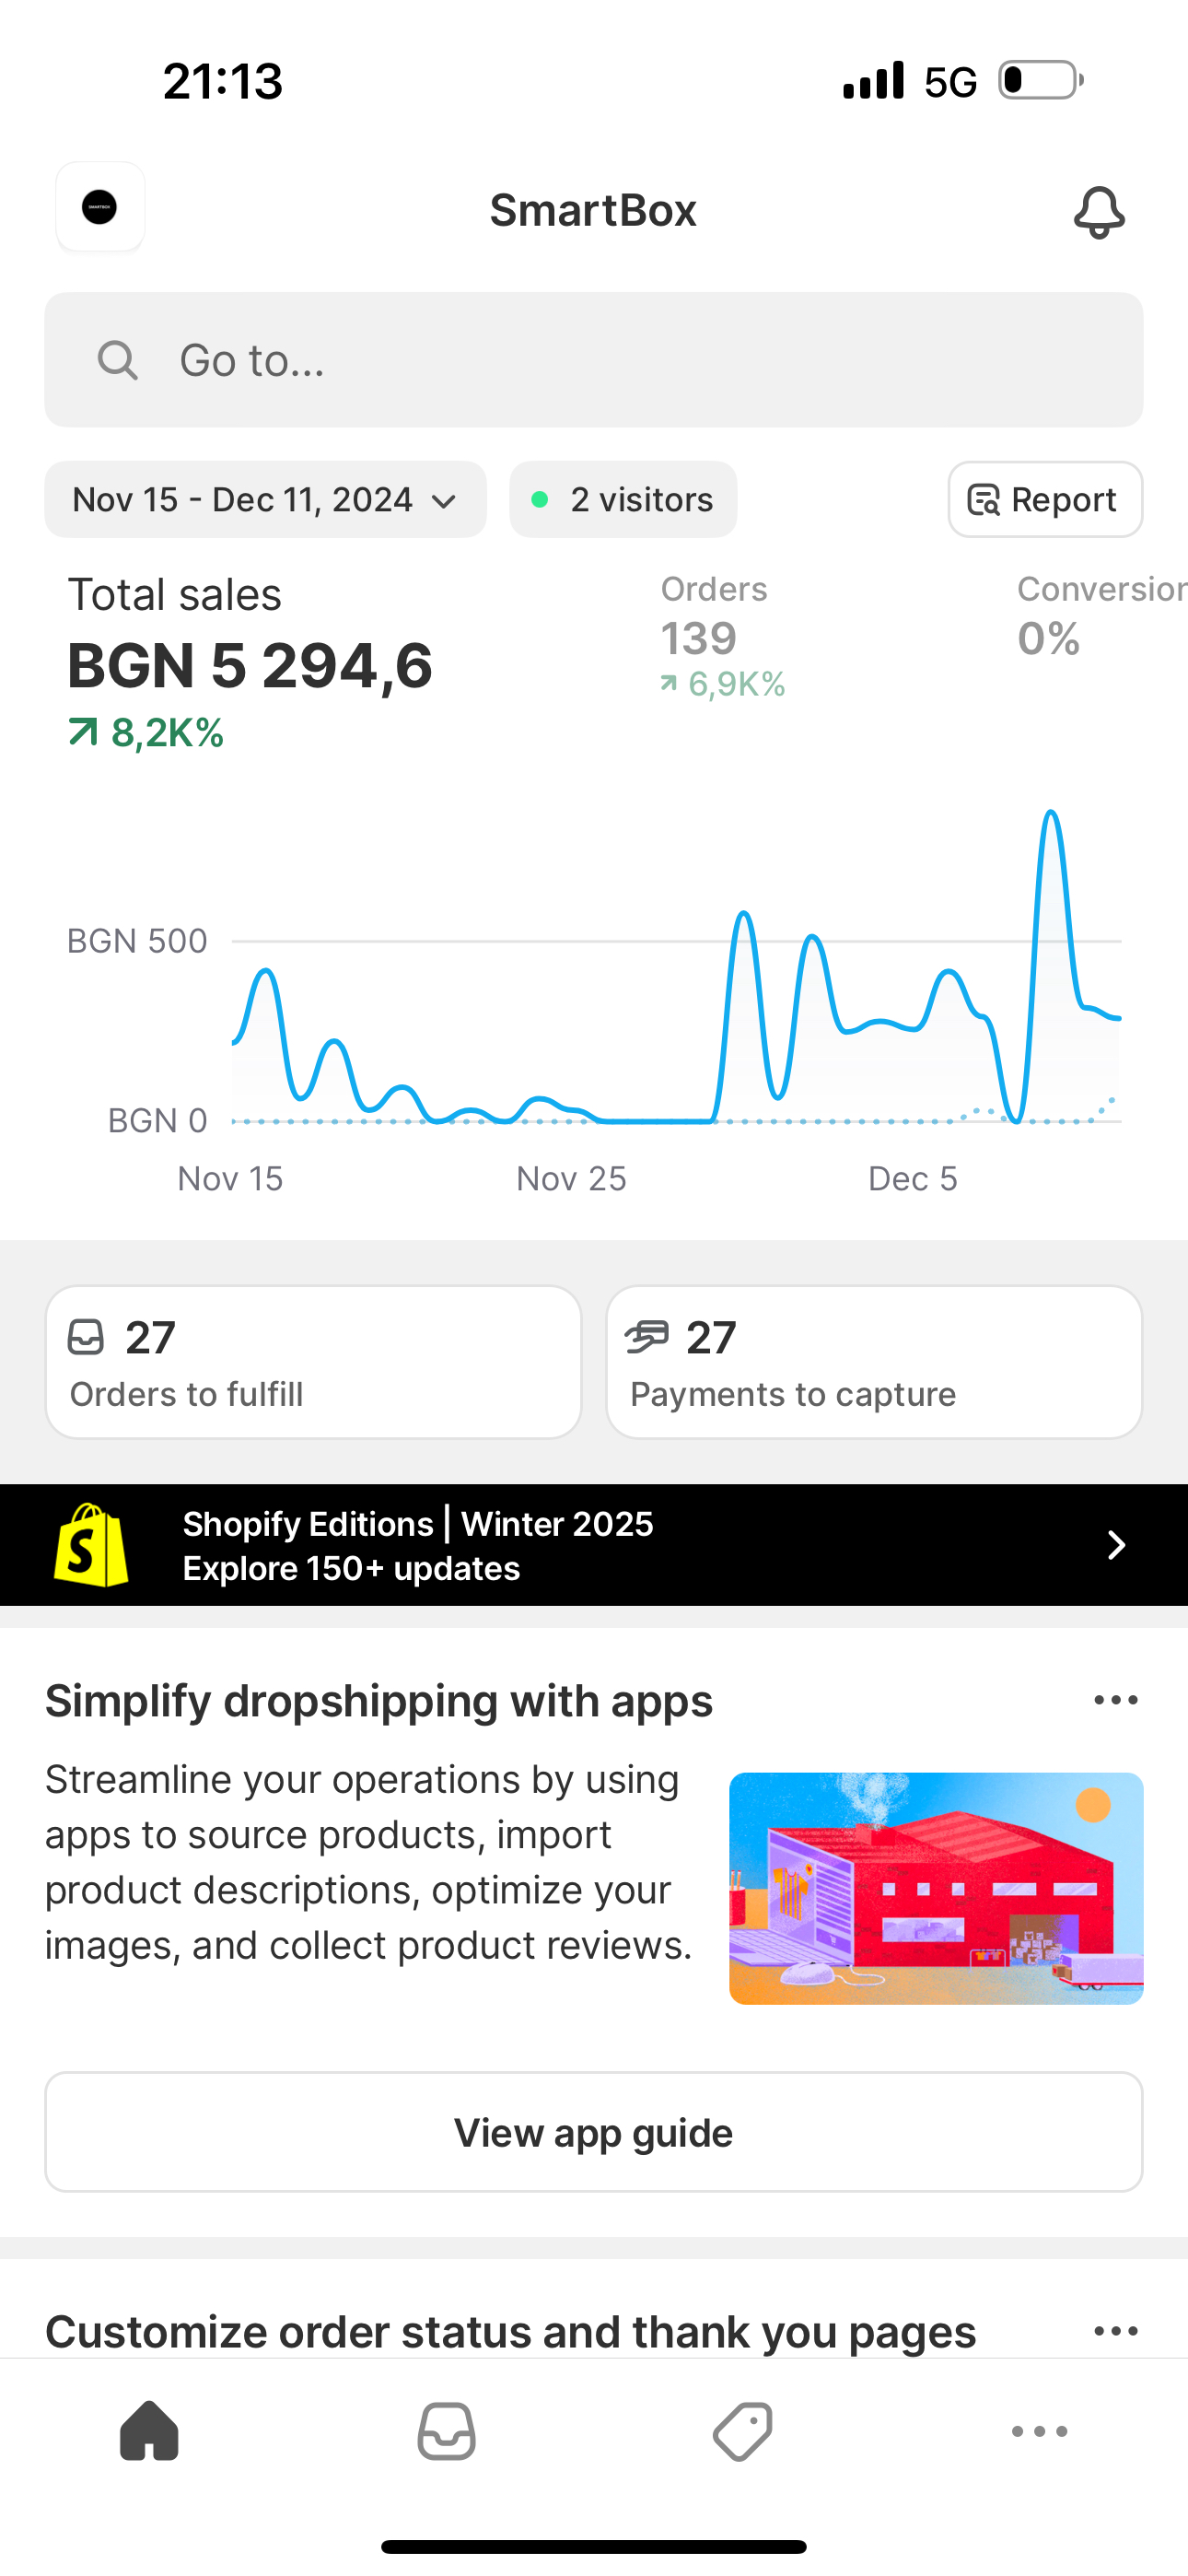 21:13
5G
SMARTBOX
SmartBox
Go to...
Nov 15 - Dec 11, 2024
2 visitors
Report
Total sales
Orders
Conversion
BGN 5 294,6
139
0%
8,2K%
6,9K%
BGN 500
BGN 0
Nov 15
Nov 25
Dec 5
27
Orders to fulfill
27
Payments to capture
Shopify Editions | Winter 2025
Explore 150+ updates
Simplify dropshipping with apps
Streamline your operations by using
apps to source products, import
product descriptions, optimize your
images, and collect product reviews.
View app guide
Customize order status and thank you pages